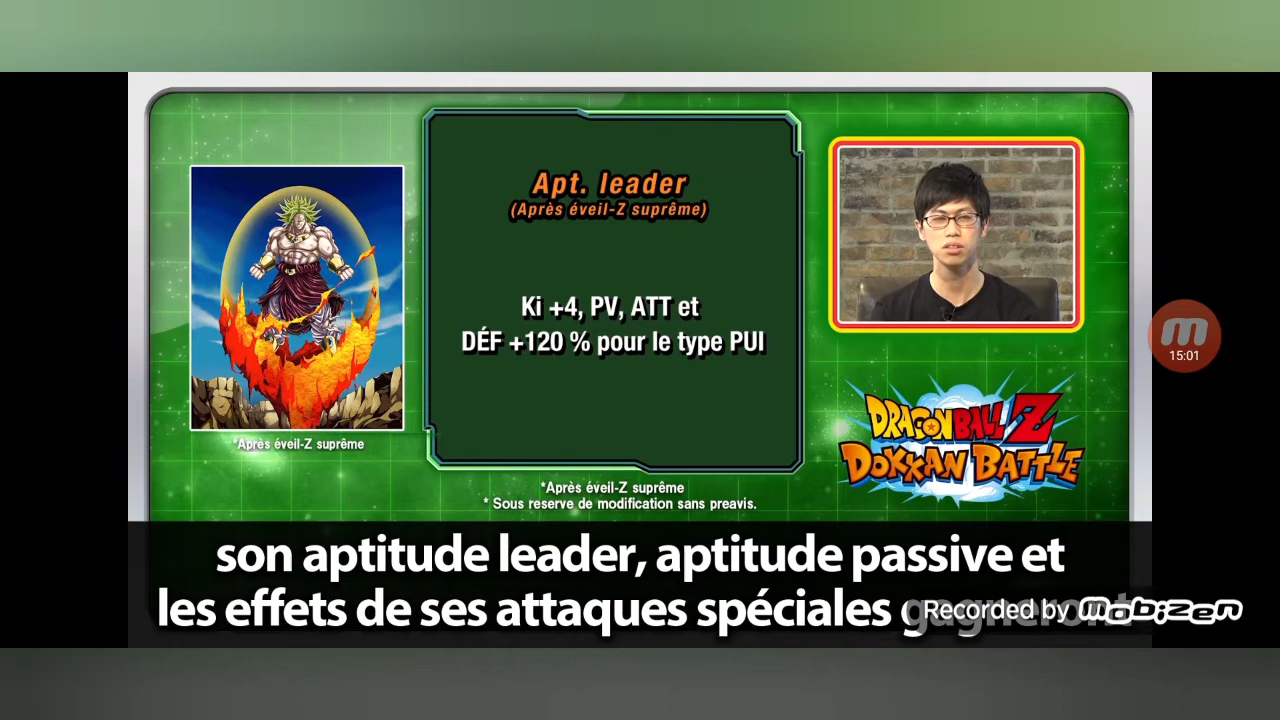 Apt. leader
(Après éveil-Z suprême)
Ki +4, PV, ATT et
DÉF +120 % pour le type PUI
*Après éveil-Z suprême
*Après éveil-Z suprême
* Sous reserve de modification sans preavis.
DRAGON BALL Z
DOKKAN BATTLE
15:01
son aptitude leader, aptitude passive et
les effets de ses attaques spéciales gagneront
Recorded by Mobizen